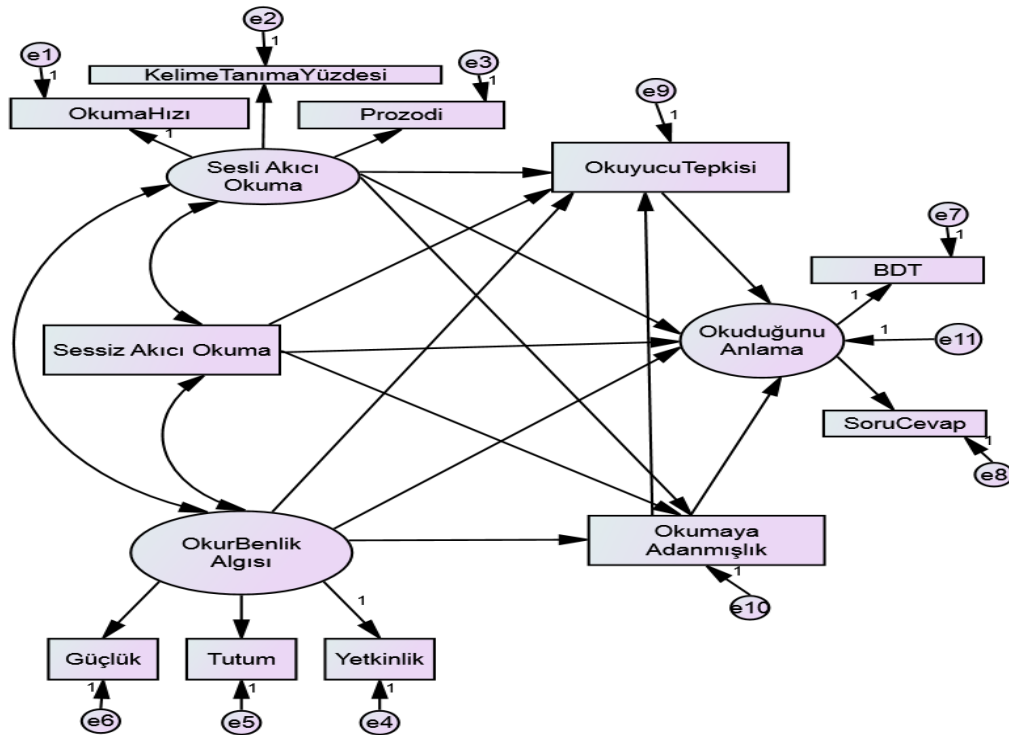 e2
e1
1
e3
1
KelimeTanımaYüzdesi
1
OkumaHızı
Prozodi
1
e9
1
Sesli Akıcı
Okuma
OkuyucuTepkisi
e7
1
BDT
1
Sessiz Akıcı Okuma
Okuduğunu
Anlama
1
e11
SoruCevap
1
e8
OkurBenlik
Algısı
Okumaya
Adanmışlık
1
e10
1
Güçlük
Tutum
Yetkinlik
1
1
1
e6
e5
e4